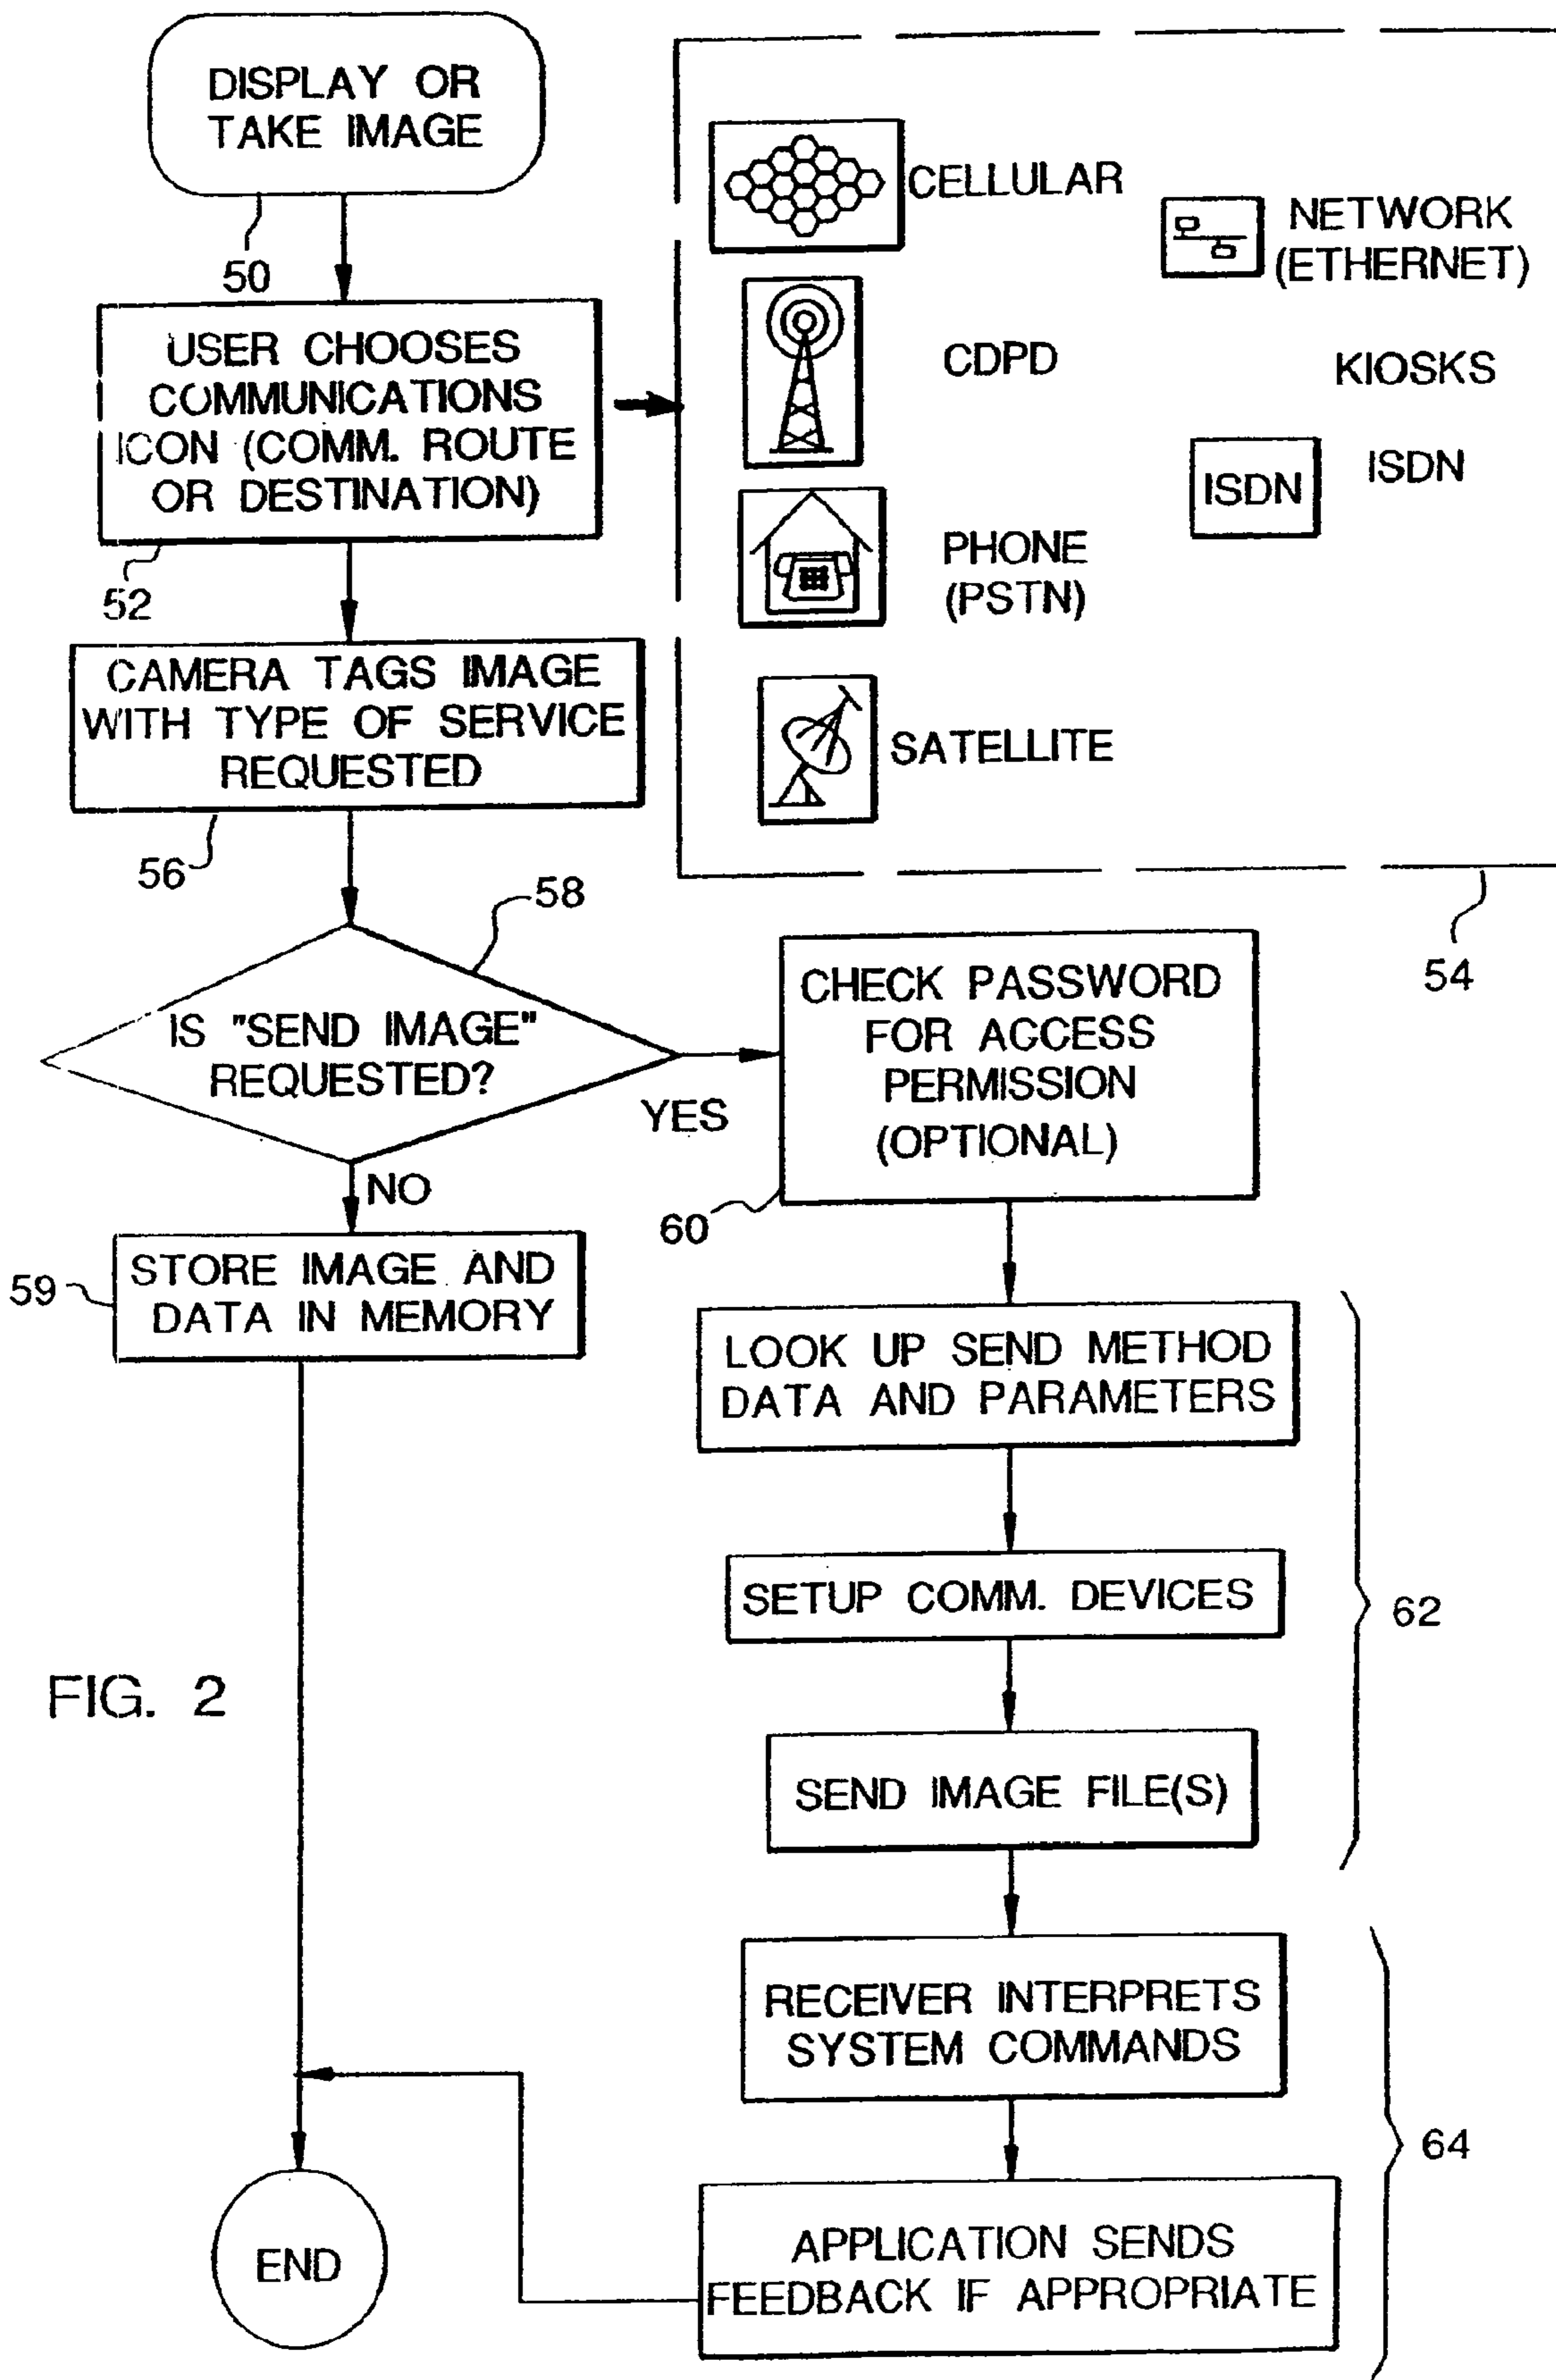 DISPLAY OR
TAKE IMAGE
50
USER CHOOSES
COMMUNICATIONS
ICON (COMM. ROUTE
OR DESTINATION)
52
CELLULAR
CDPD
PHONE
(PSTN)
SATELLITE
NETWORK
(ETHERNET)
KIOSKS
ISDN
ISDN
54
CAMERA TAGS IMAGE
WITH TYPE OF SERVICE
REQUESTED
56
58
IS "SEND IMAGE"
REQUESTED?
YES
NO
59
STORE IMAGE AND
DATA IN MEMORY
CHECK PASSWORD
FOR ACCESS
PERMISSION
(OPTIONAL)
60
LOOK UP SEND METHOD
DATA AND PARAMETERS
SETUP COMM. DEVICES
SEND IMAGE FILE(S)
62
RECEIVER INTERPRETS
SYSTEM COMMANDS
APPLICATION SENDS
FEEDBACK IF APPROPRIATE
64
END
FIG. 2